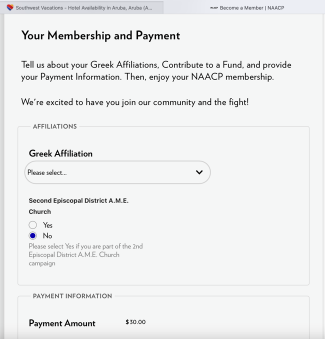 Southwest Vacations - Hotel Availability in Aruba, Aruba (A...
Become a Member | NAACP
Your Membership and Payment
Tell us about your Greek Affiliations, Contribute to a Fund, and provide
your Payment Information. Then, enjoy your NAACP membership.
We're excited to have you join our community and the fight!
AFFILIATIONS
Greek Affiliation
Please select...
Second Episcopal District A.M.E.
Church
Yes
No
Please select Yes if you are part of the 2nd
Episcopal District A.M.E. Church
campaign
PAYMENT INFORMATION
Payment Amount
$30.00